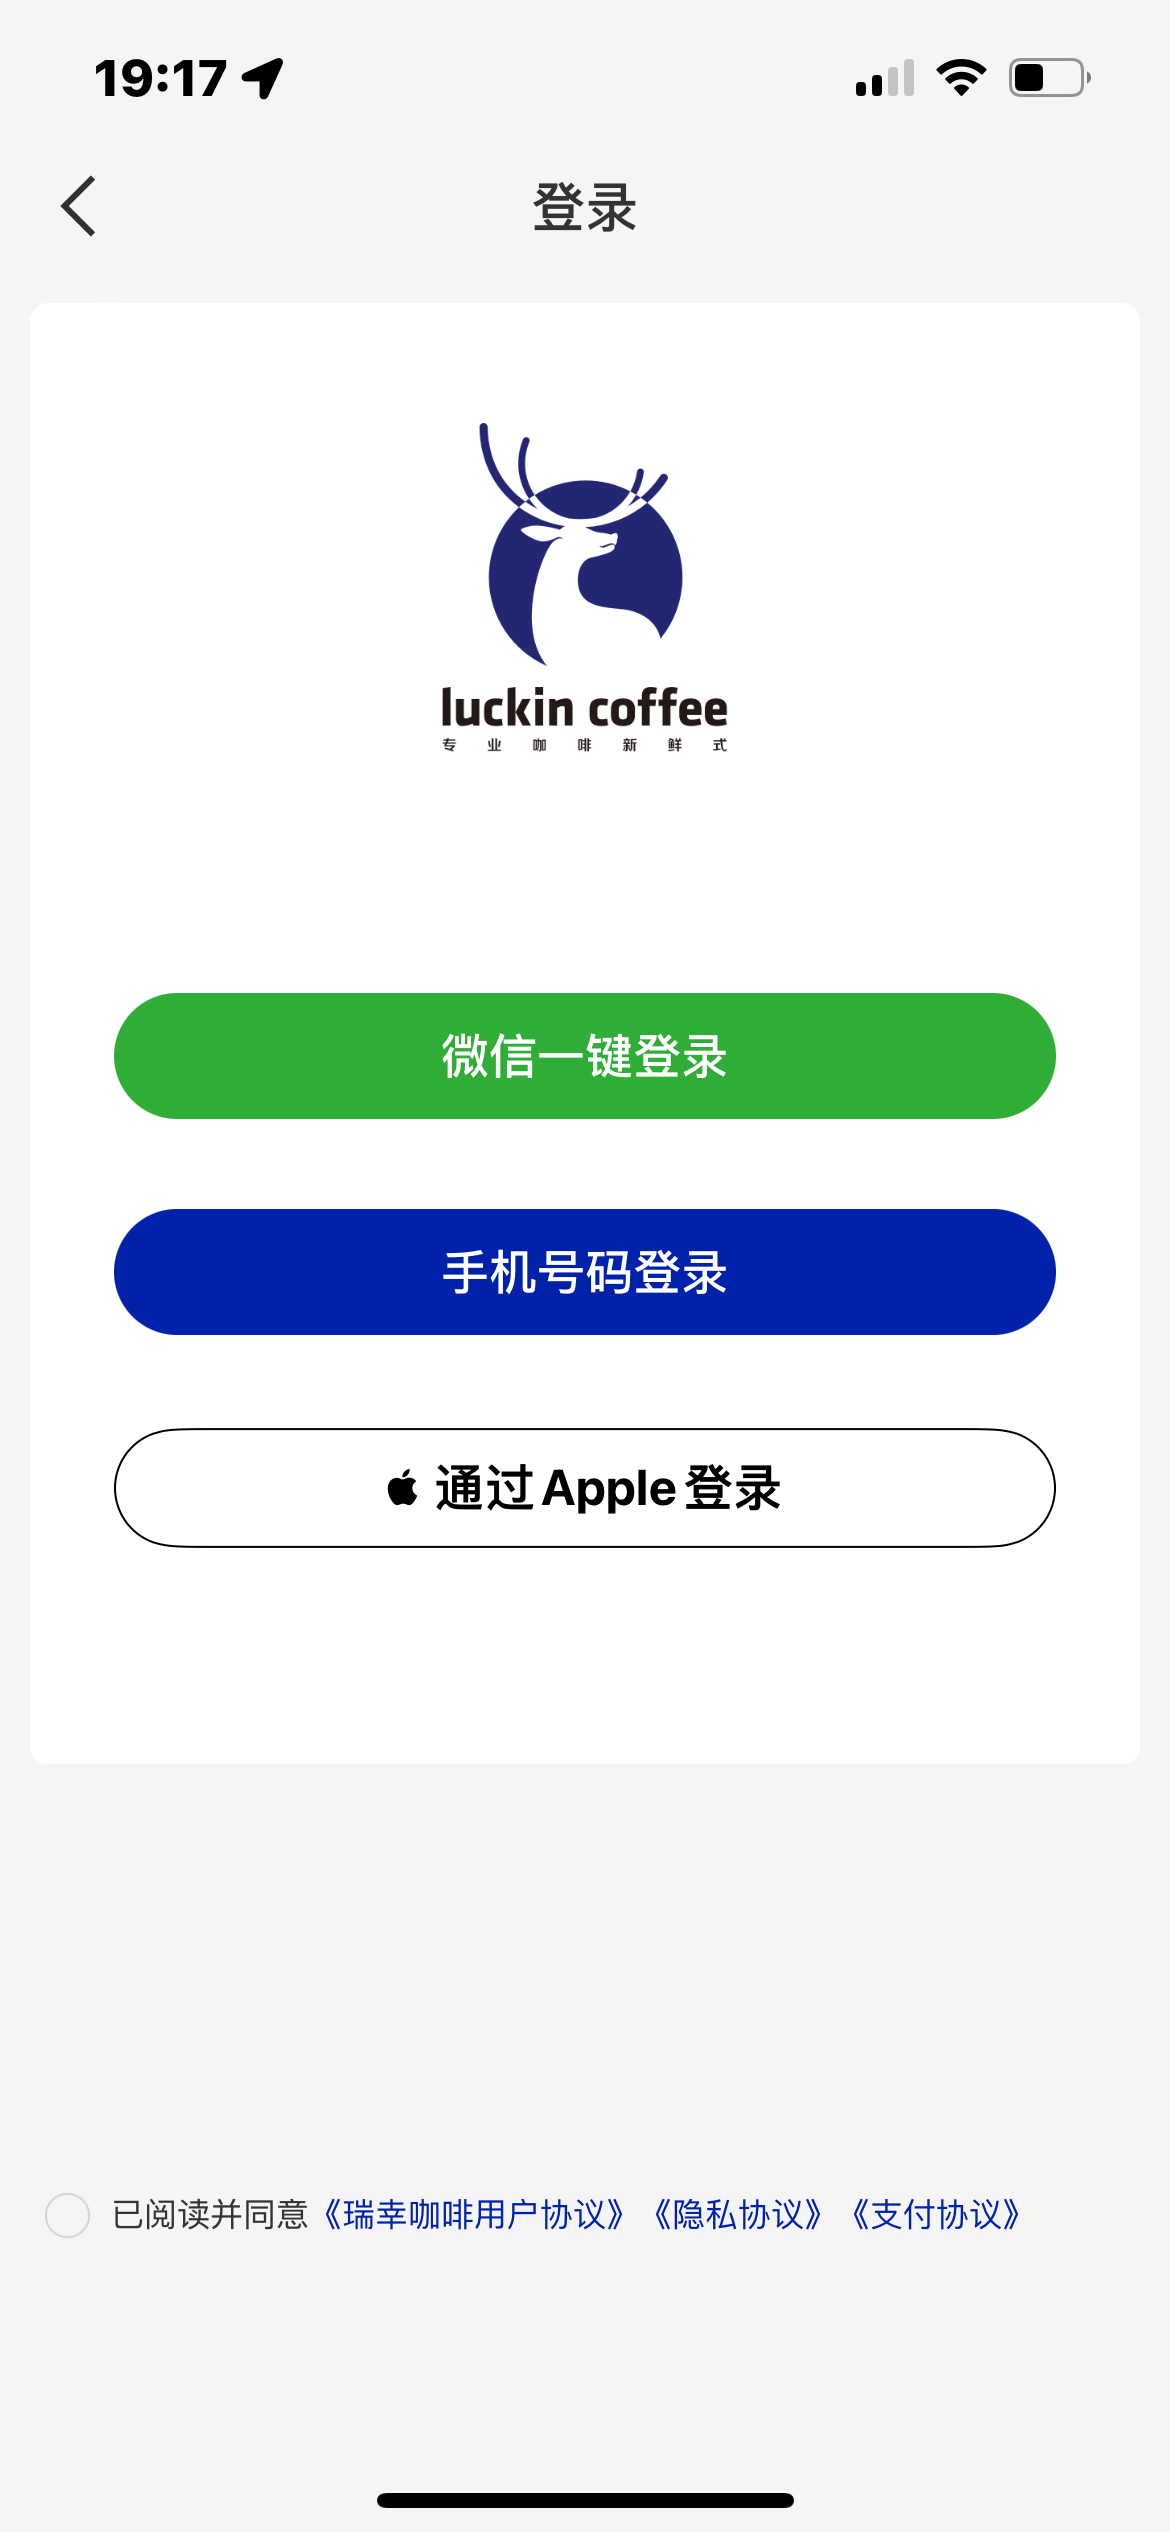 19:17
登录
luckin coffee
专业咖啡新鲜式
微信一键登录
手机号码登录
通过 Apple 登录
已阅读并同意《瑞幸咖啡用户协议》《隐私协议》《支付协议》